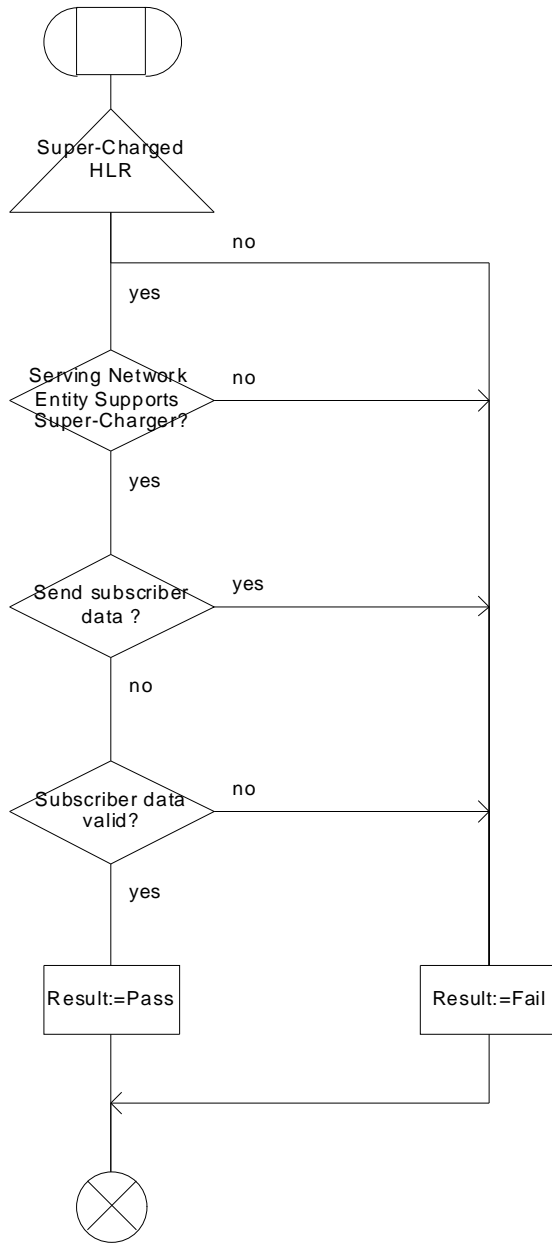 Super-Charged
HLR
no
yes
Serving Network
Entity Supports
Super-Charger?
no
yes
Send subscriber
data ?
yes
no
Subscriber data
valid?
no
yes
Result:=Pass
Result:=Fail